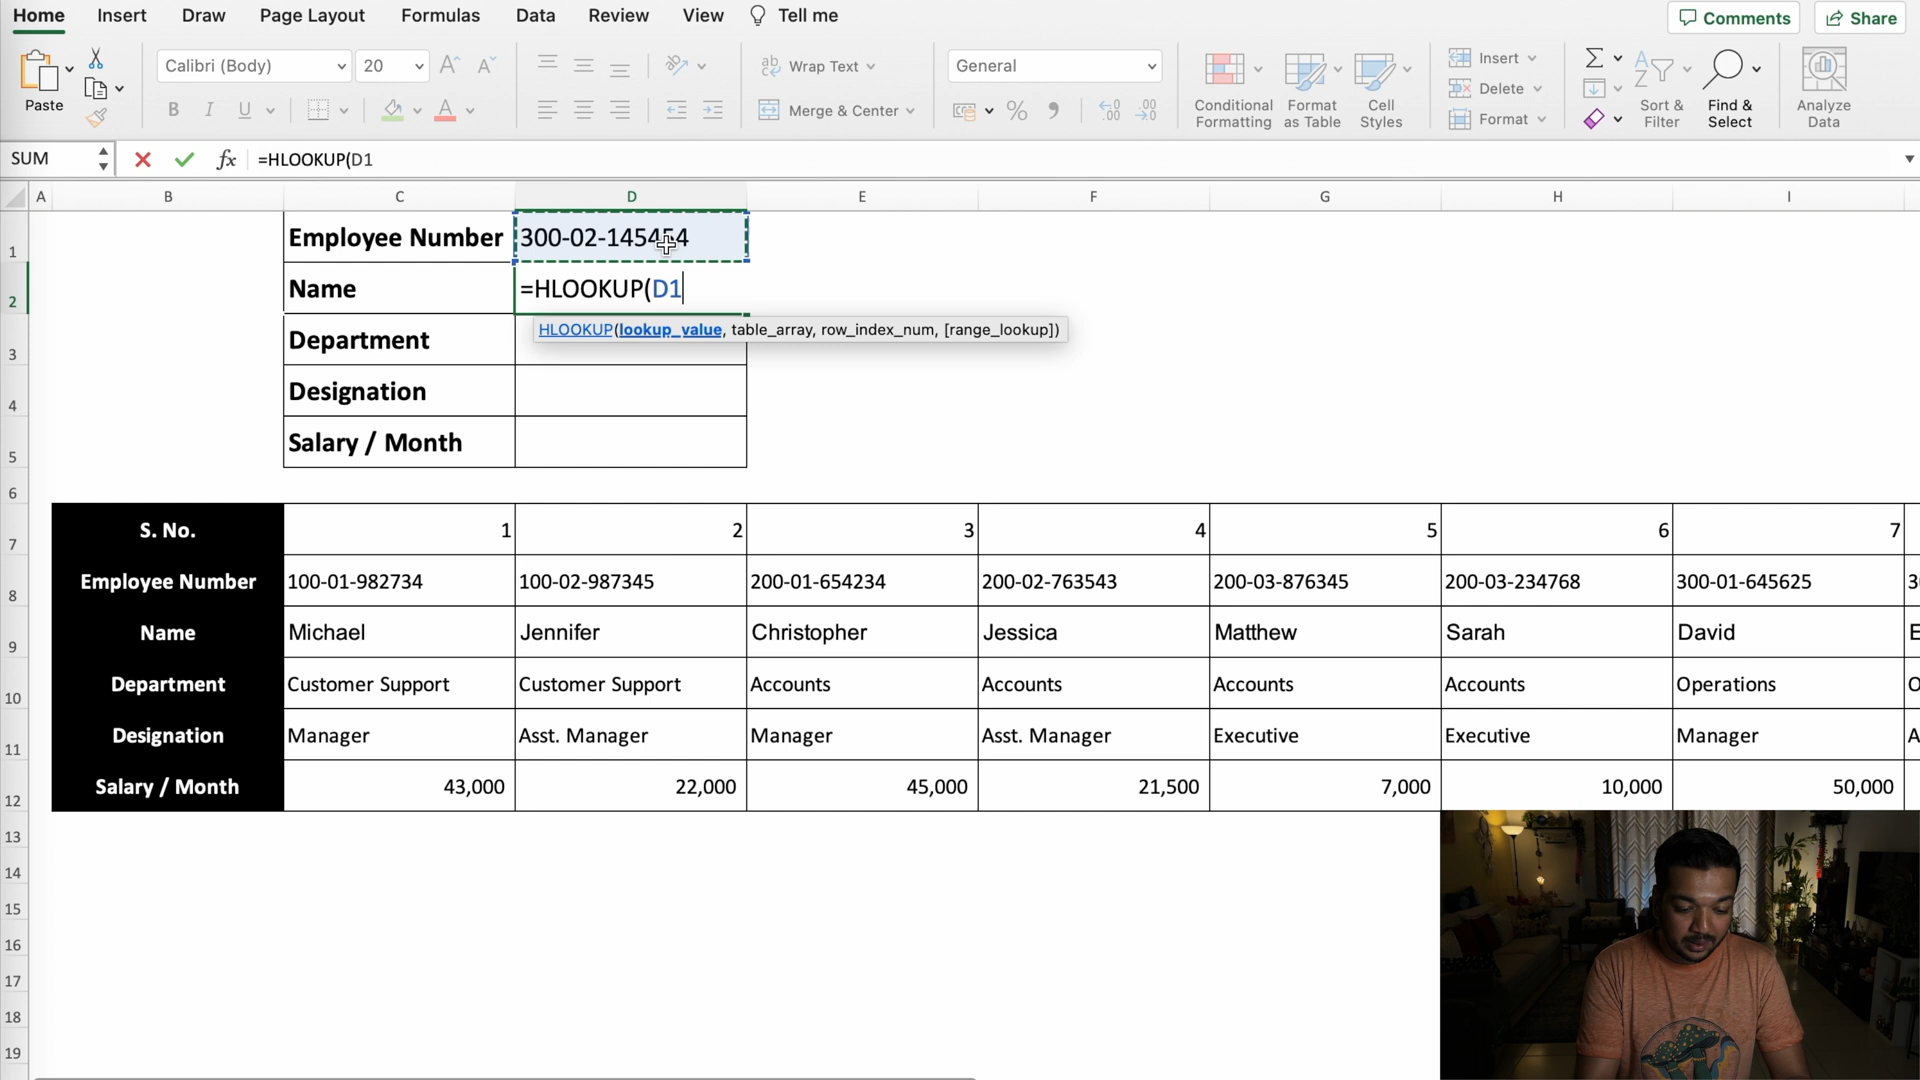 Home Insert Draw Page Layout Formulas Data Review View Tell me Comments Share
Paste Calibri (Body) 20 A A Wrap Text General Conditional Formatting Format as Table Cell Styles Insert Sort & Filter Find & Select Analyze Data
Delete
B I U A Merge & Center % Format
SUM fx =HLOOKUP(D1
A B C D E F G H I
1 Employee Number 300-02-145454
2 Name =HLOOKUP(D1
HLOOKUP(lookup_value, table_array, row_index_num, [range_lookup])
3 Department
4 Designation
5 Salary / Month
6
7 S. No. 1 2 3 4 5 6 7
8 Employee Number 100-01-982734 100-02-987345 200-01-654234 200-02-763543 200-03-876345 200-03-234768 300-01-645625 3
9 Name Michael Jennifer Christopher Jessica Matthew Sarah David E
10 Department Customer Support Customer Support Accounts Accounts Accounts Accounts Operations O
11 Designation Manager Asst. Manager Manager Asst. Manager Executive Executive Manager A
12 Salary / Month 43,000 22,000 45,000 21,500 7,000 10,000 50,000
13
14
15
16
17
18
19